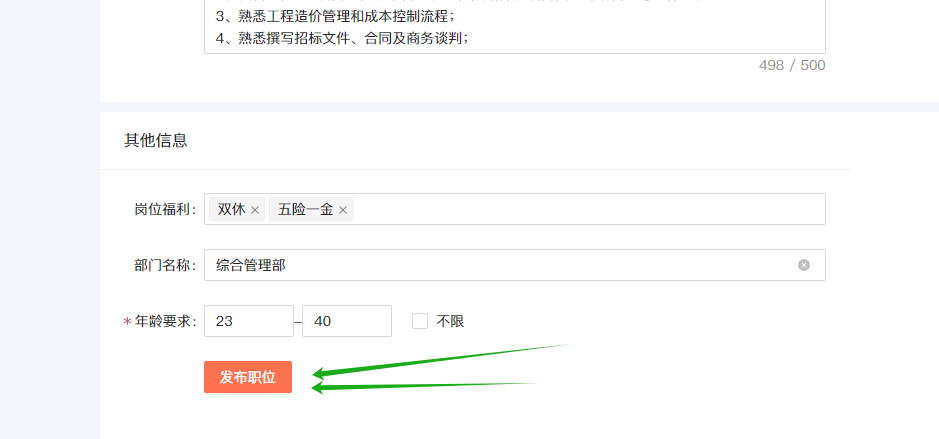 3、熟悉工程造价管理和成本控制流程；
4、熟悉撰写招标文件、合同及商务谈判；
498 / 500
其他信息
岗位福利： 双休 × 五险一金 ×
部门名称： 综合管理部
* 年龄要求： 23 – 40 不限
发布职位